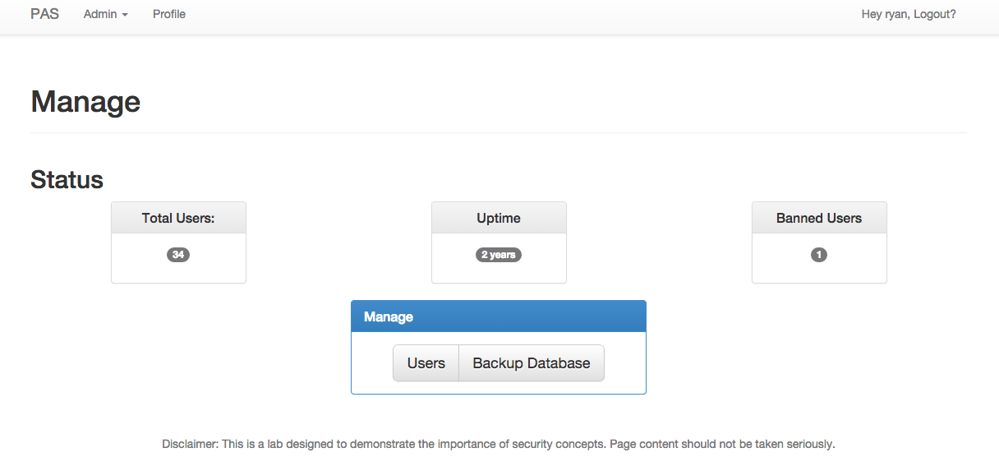 PAS Admin Profile Hey ryan, Logout?
Manage
Status
Total Users: Uptime Banned Users
34 2 years 1
Manage
Users Backup Database
Disclaimer: This is a lab designed to demonstrate the importance of security concepts. Page content should not be taken seriously.